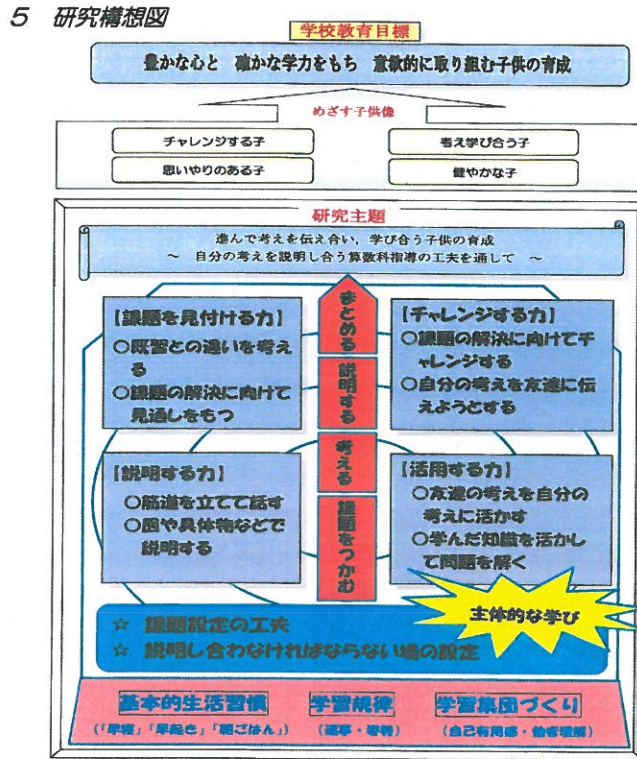 5 研究構想図
学校教育目標
豊かな心と 確かな学力をもち 意欲的に取り組む子供の育成
めざす子供像
チャレンジする子
考え学び合う子
思いやりのある子
健やかな子
研究主題
進んで考えを伝え合い,学び合う子供の育成
~ 自分の考えを説明し合う算数科指導の工夫を通して ~
【課題を見付ける力】
○既習との違いを考え
る
○課題の解決に向けて
見通しをもつ
まとめる
説明する
考える
課題をつかむ
【チャレンジする力】
○課題の解決に向けてチ
ャレンジする
○自分の考えを友達に伝
えようとする
【説明する力】
○筋道を立てて話す
○図や具体物などで
説明する
【活用する力】
○友達の考えを自分の
考えに活かす
○学んだ知識を活かし
て問題を解く
主体的な学び
☆ 課題設定の工夫
☆ 説明し合わなければならない場の設定
基本的生活習慣
学習規律
学習集団づくり
(「早寝」「早起き」「朝ごはん」)
(自己有用感・他者理解)